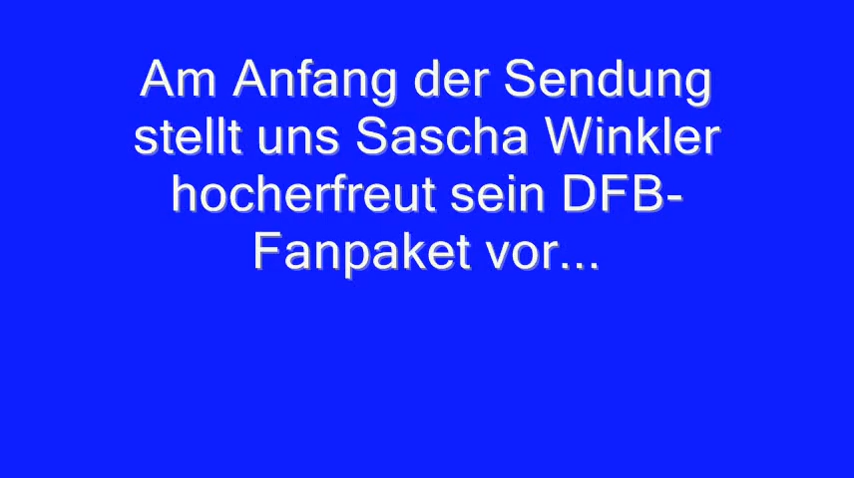 Am Anfang der Sendung
stellt uns Sascha Winkler
hocherfreut sein DFB-
Fanpaket vor...